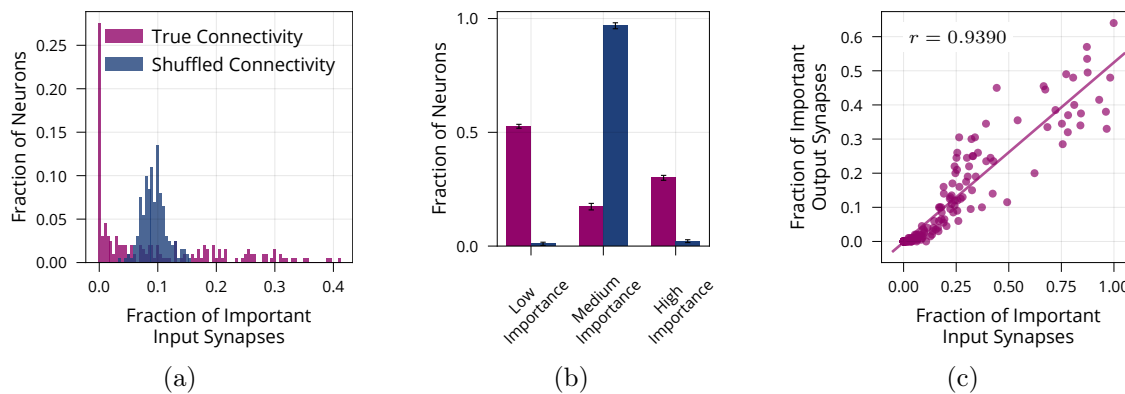 True Connectivity
Shuffled Connectivity
Fraction of Neurons
0.25
0.20
0.15
0.10
0.05
0.00
0.0 0.1 0.2 0.3 0.4
Fraction of Important
Input Synapses
(a)
Fraction of Neurons
1.0
0.5
0.0
Low
Importance
Medium
Importance
High
Importance
(b)
r = 0.9390
Fraction of Important
Output Synapses
0.6
0.5
0.4
0.3
0.2
0.1
0.0
0.00 0.25 0.50 0.75 1.00
Fraction of Important
Input Synapses
(c)